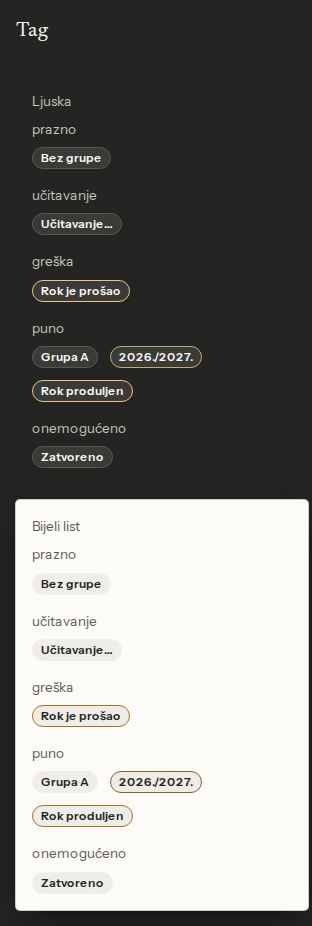 Tag
Ljuska
prazno
Bez grupe
učitavanje
Učitavanje…
greška
Rok je prošao
puno
Grupa A 2026./2027.
Rok produljen
onemogućeno
Zatvoreno
Bijeli list
prazno
Bez grupe
učitavanje
Učitavanje…
greška
Rok je prošao
puno
Grupa A 2026./2027.
Rok produljen
onemogućeno
Zatvoreno